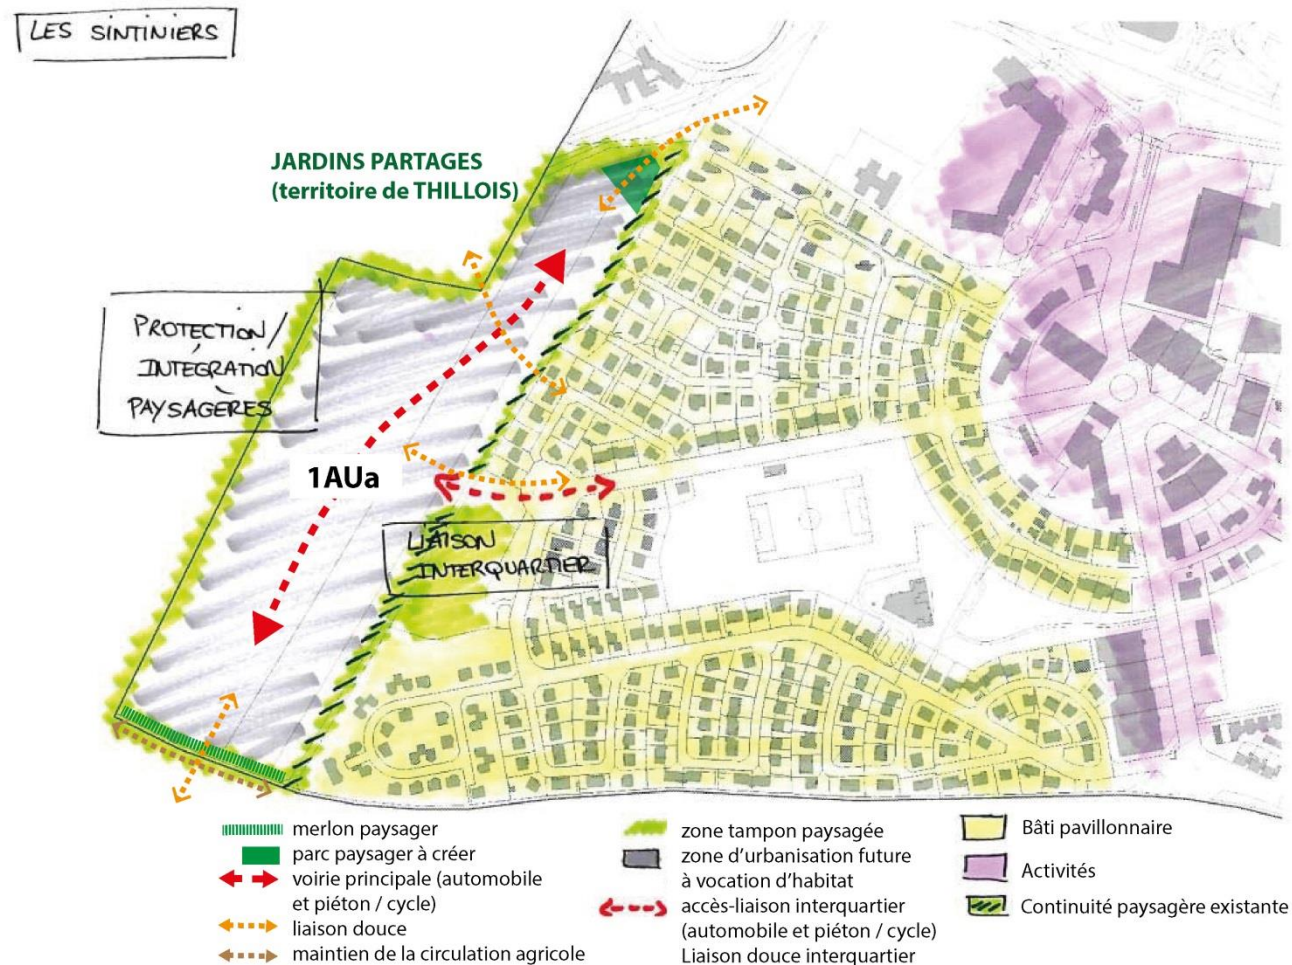 LES SINTINIERS
JARDINS PARTAGES
(territoire de THILLOIS)
PROTECTION/
INTEGRATION
PAYSAGÈRES
1AUa
LIAISON
INTERQUARTIER
merlon paysager
parc paysager à créer
voirie principale (automobile
et piéton / cycle)
liaison douce
maintien de la circulation agricole
zone tampon paysagée
zone d'urbanisation future
à vocation d'habitat
accès-liaison interquartier
(automobile et piéton / cycle)
Liaison douce interquartier
Bâti pavillonnaire
Activités
Continuité paysagère existante